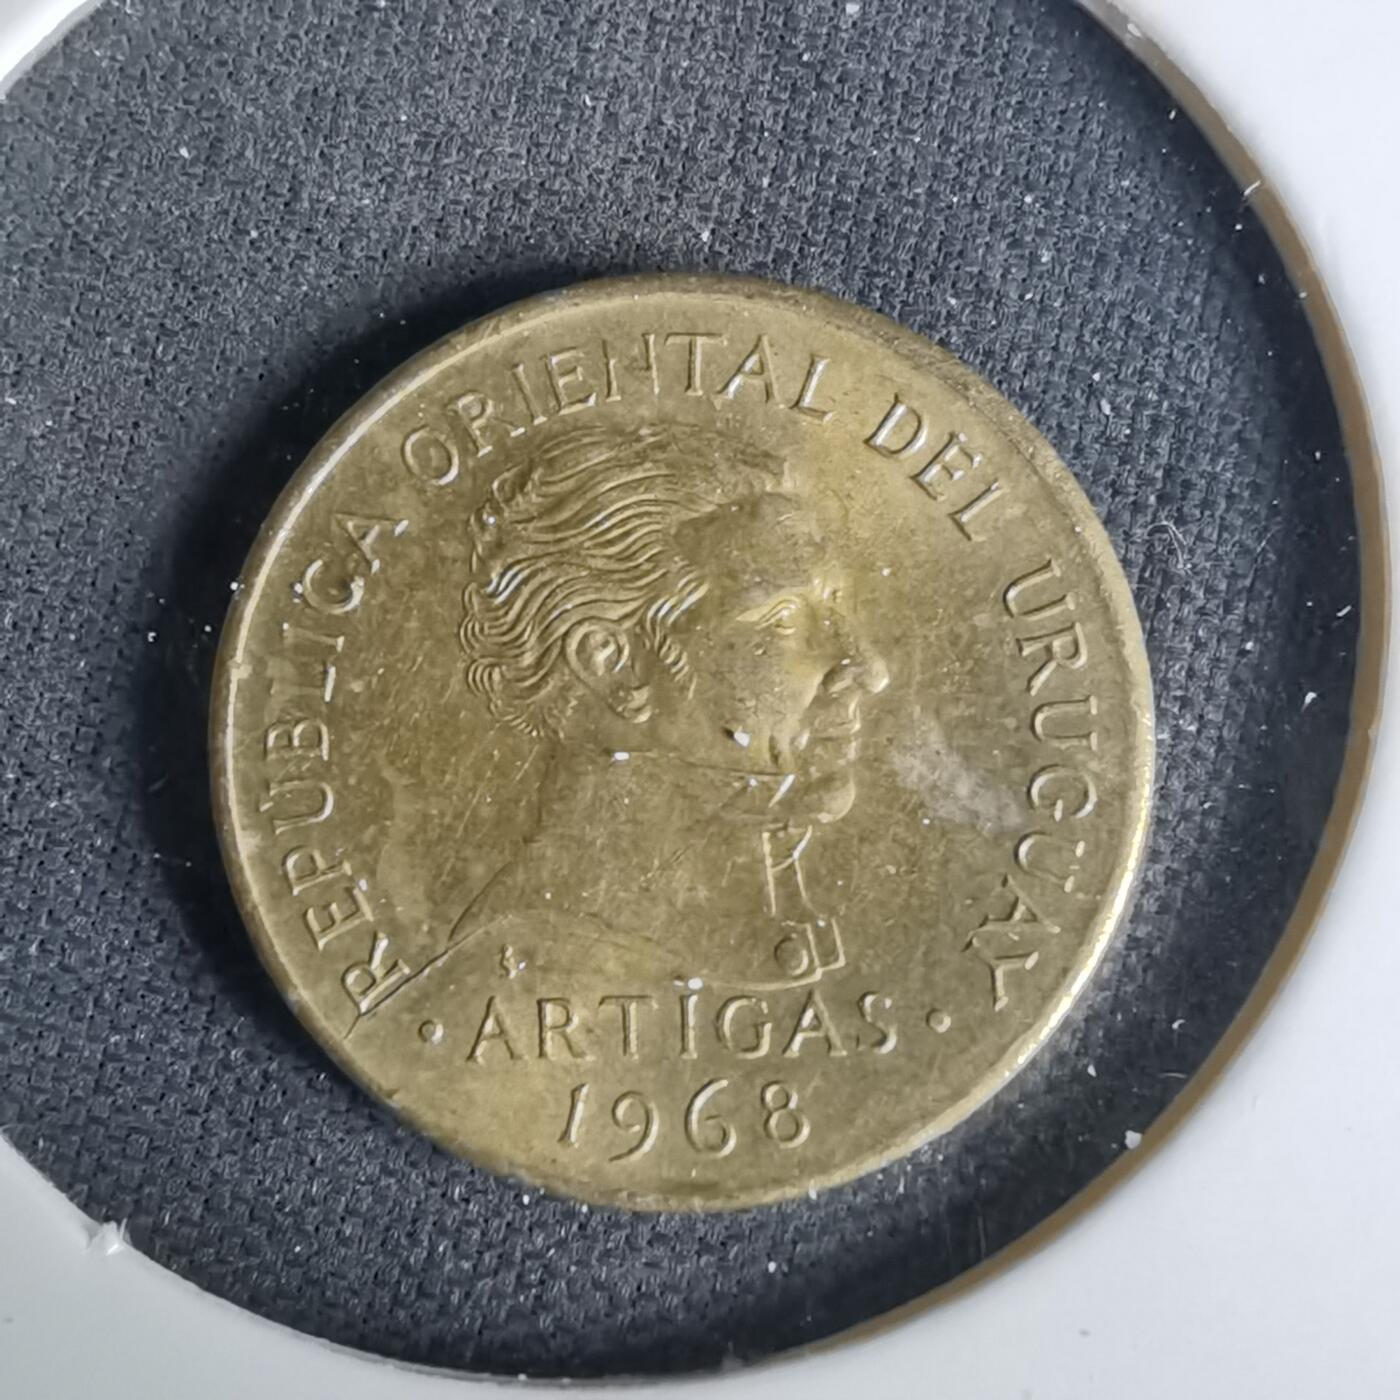 REPUBLICA ORIENTAL DEL URUGUAY
· ARTIGAS ·
1968